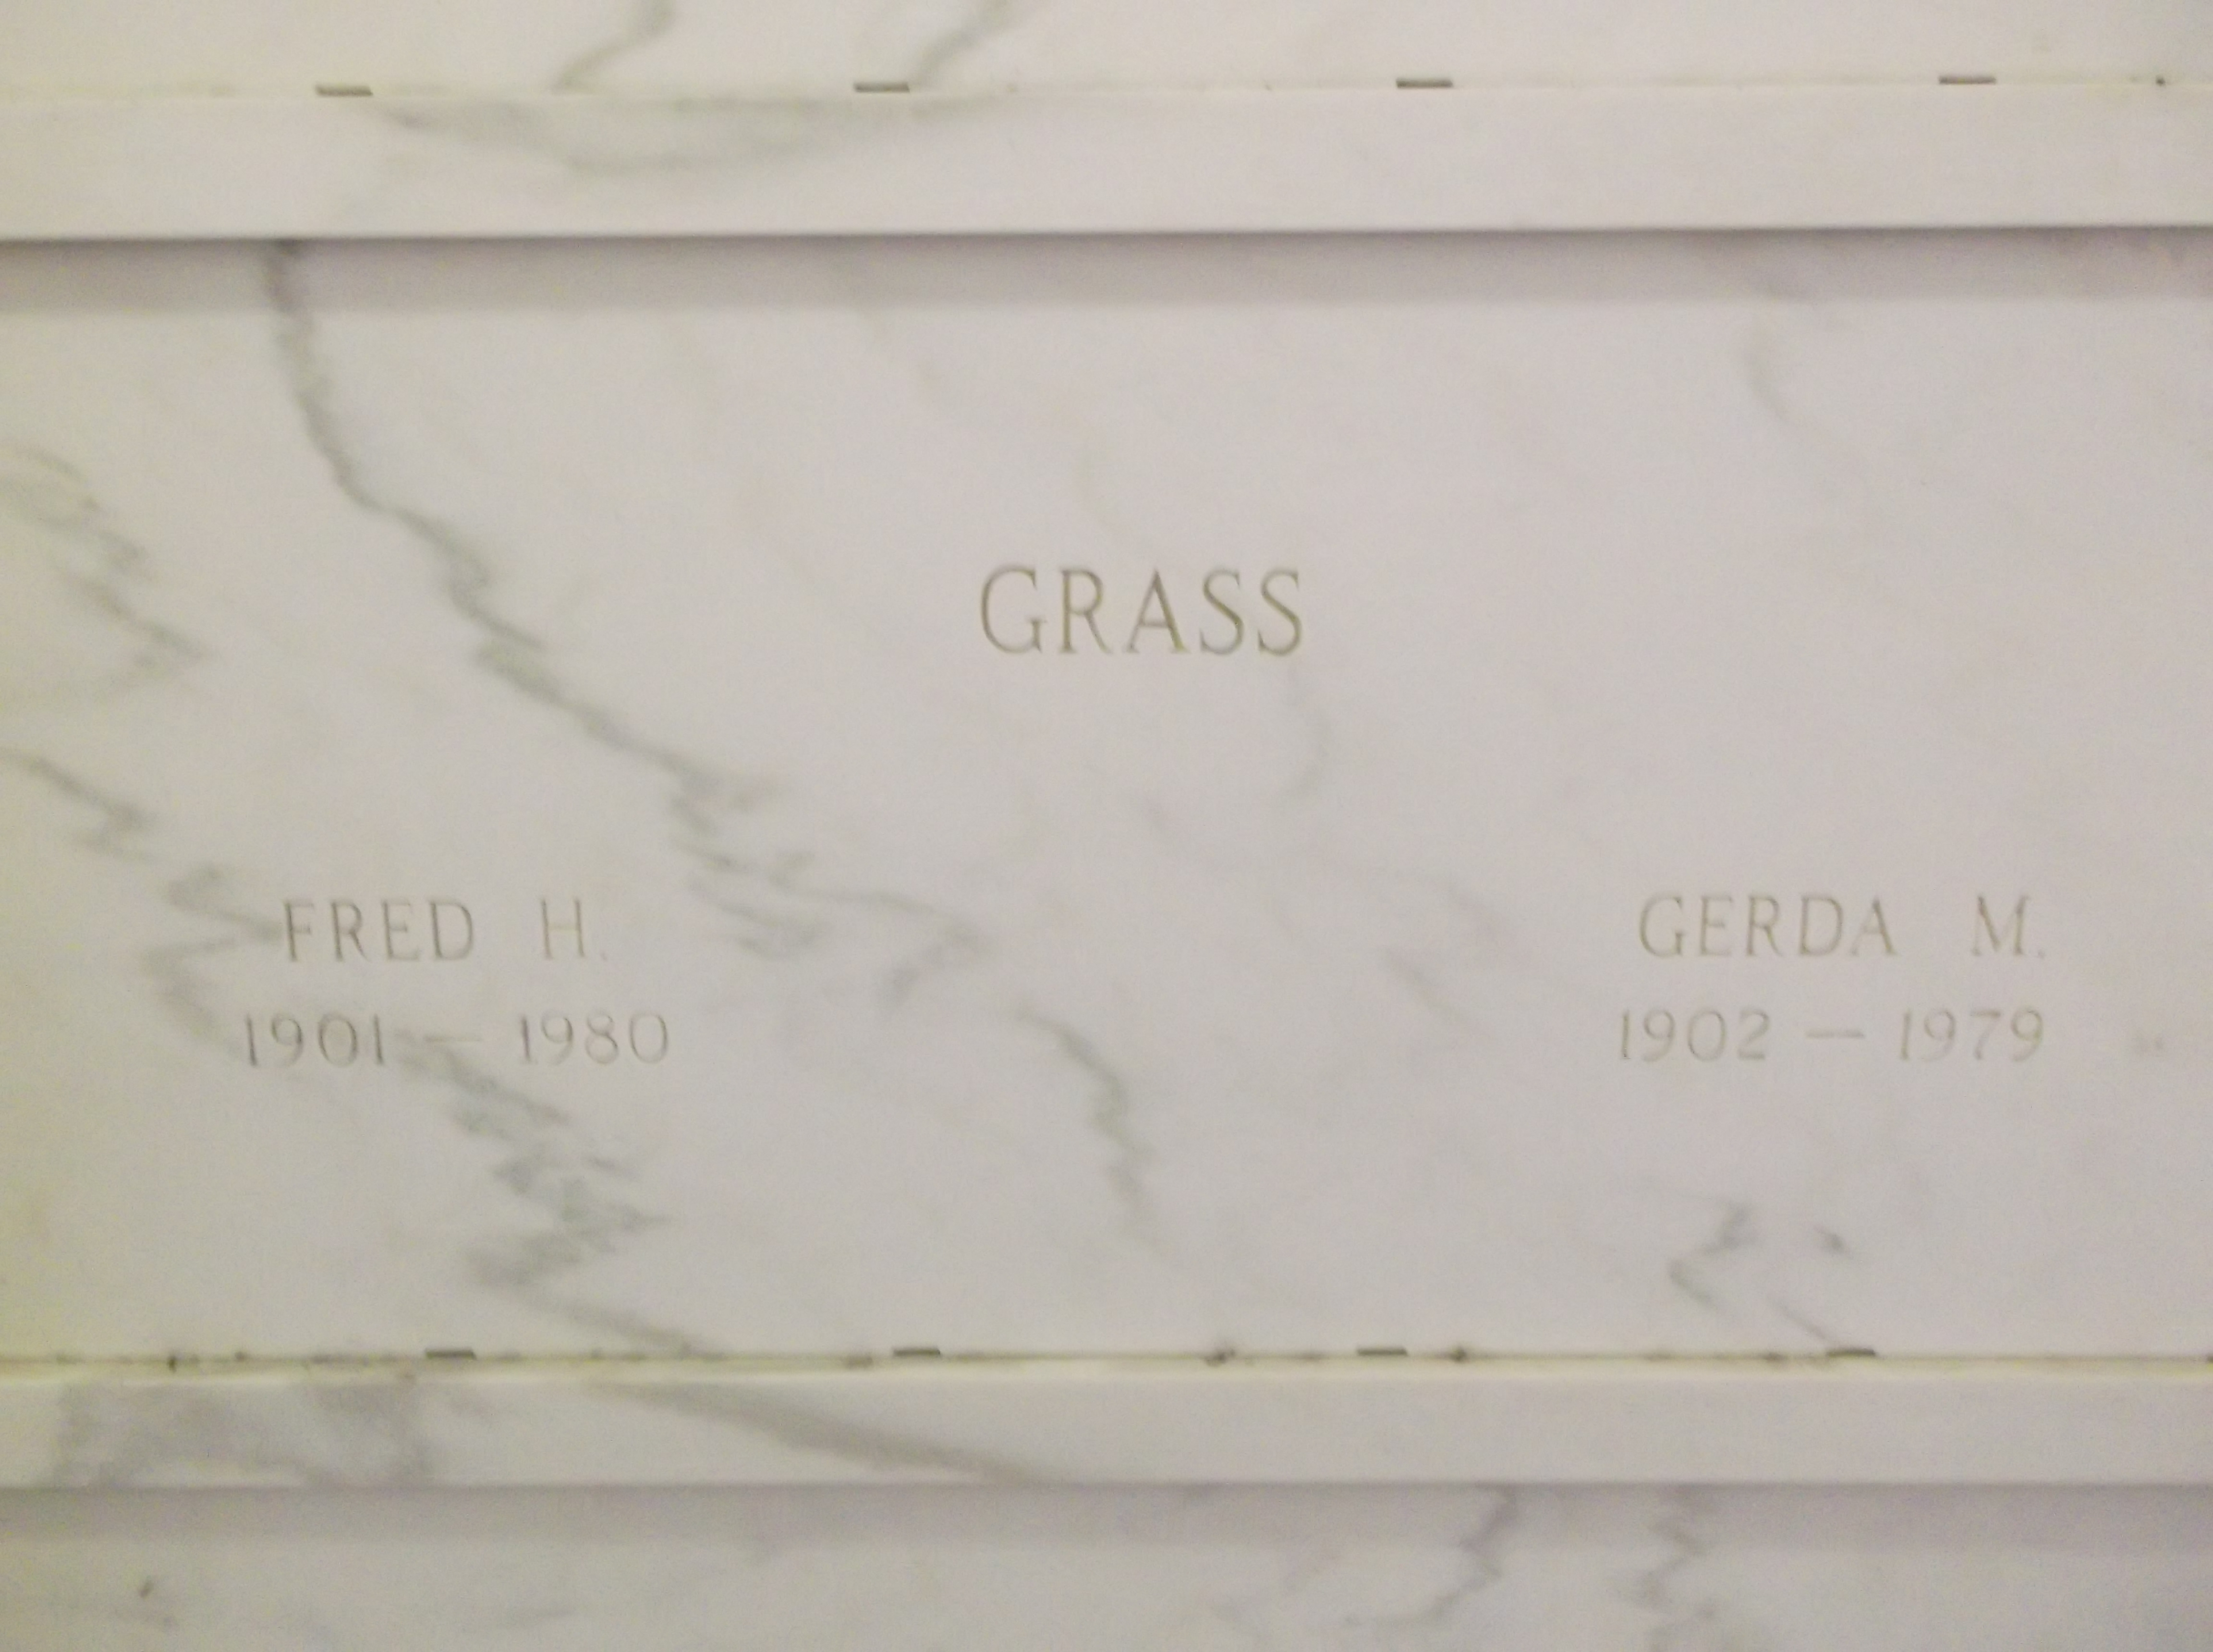 GRASS
FRED H. GERDA M.
1901 — 1980 1902 — 1979